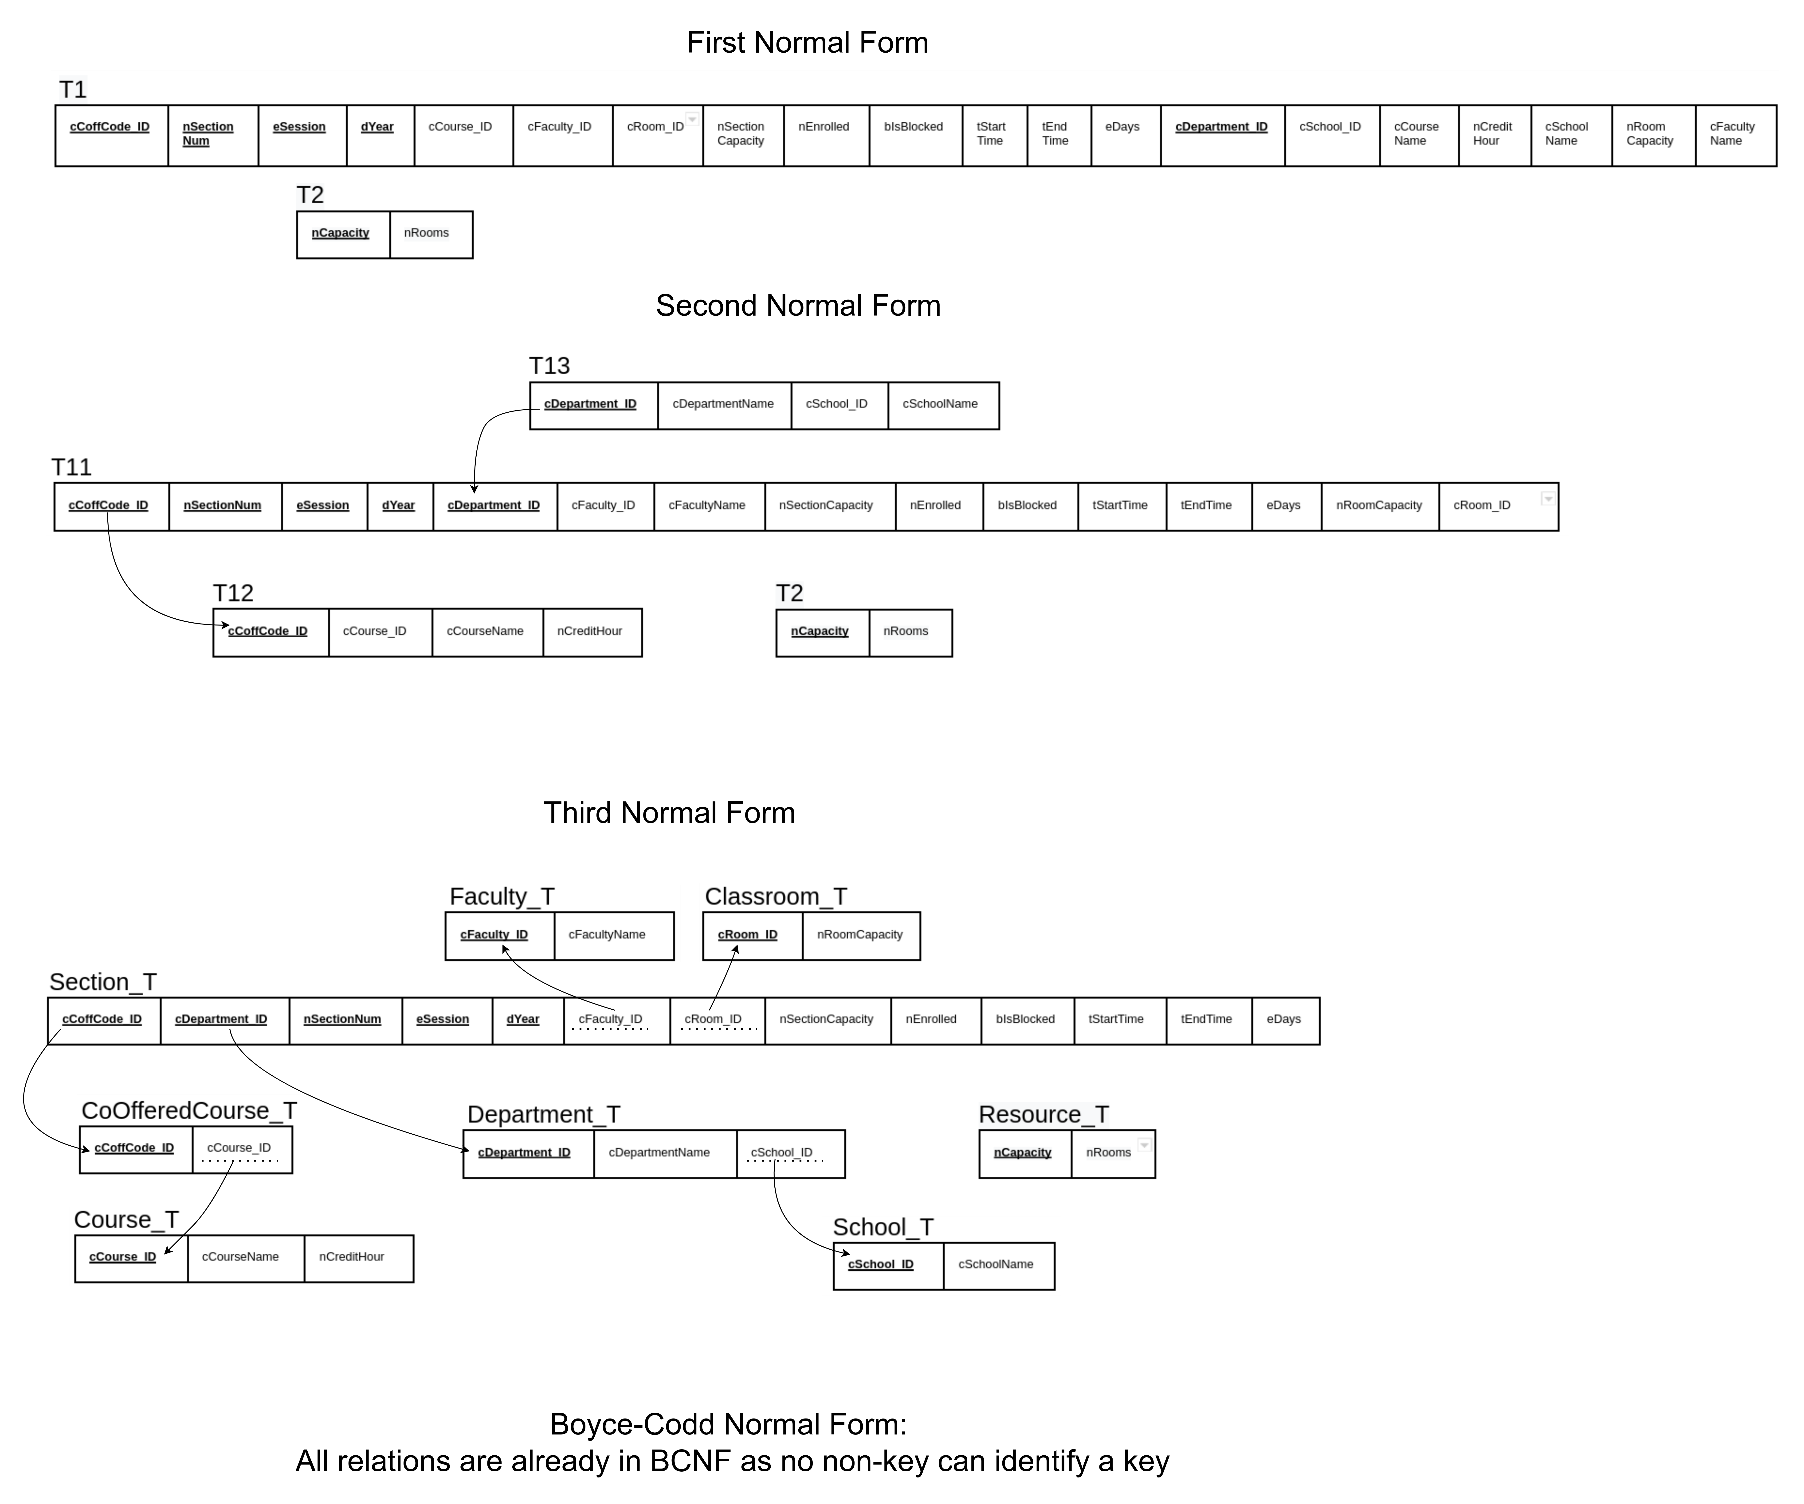 First Normal Form
T1
cCoffCode_ID nSection eSession dYear cCourse_ID cFaculty_ID cRoom_ID nSection nEnrolled bIsBlocked tStart tEnd eDays cDepartment_ID cSchool_ID cCourse nCredit cSchool nRoom cFaculty
Num Capacity Time Time Name Hour Name Capacity Name
T2
nCapacity nRooms
Second Normal Form
T13
cDepartment_ID cDepartmentName cSchool_ID cSchoolName
T11
cCoffCode_ID nSectionNum eSession dYear cDepartment_ID cFaculty_ID cFacultyName nSectionCapacity nEnrolled bIsBlocked tStartTime tEndTime eDays nRoomCapacity cRoom_ID
T12 T2
cCoffCode_ID cCourse_ID cCourseName nCreditHour nCapacity nRooms
Third Normal Form
Faculty_T Classroom_T
cFaculty_ID cFacultyName cRoom_ID nRoomCapacity
Section_T
cCoffCode_ID cDepartment_ID nSectionNum eSession dYear cFaculty_ID cRoom_ID nSectionCapacity nEnrolled bIsBlocked tStartTime tEndTime eDays
CoOfferedCourse_T Department_T Resource_T
cCoffCode_ID cCourse_ID cDepartment_ID cDepartmentName cSchool_ID nCapacity nRooms
Course_T School_T
cCourse_ID cCourseName nCreditHour cSchool_ID cSchoolName
Boyce-Codd Normal Form:
All relations are already in BCNF as no non-key can identify a key